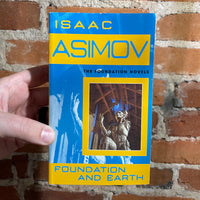 ISAAC
ASIMOV
THE FOUNDATION NOVELS
FOUNDATION
AND EARTH